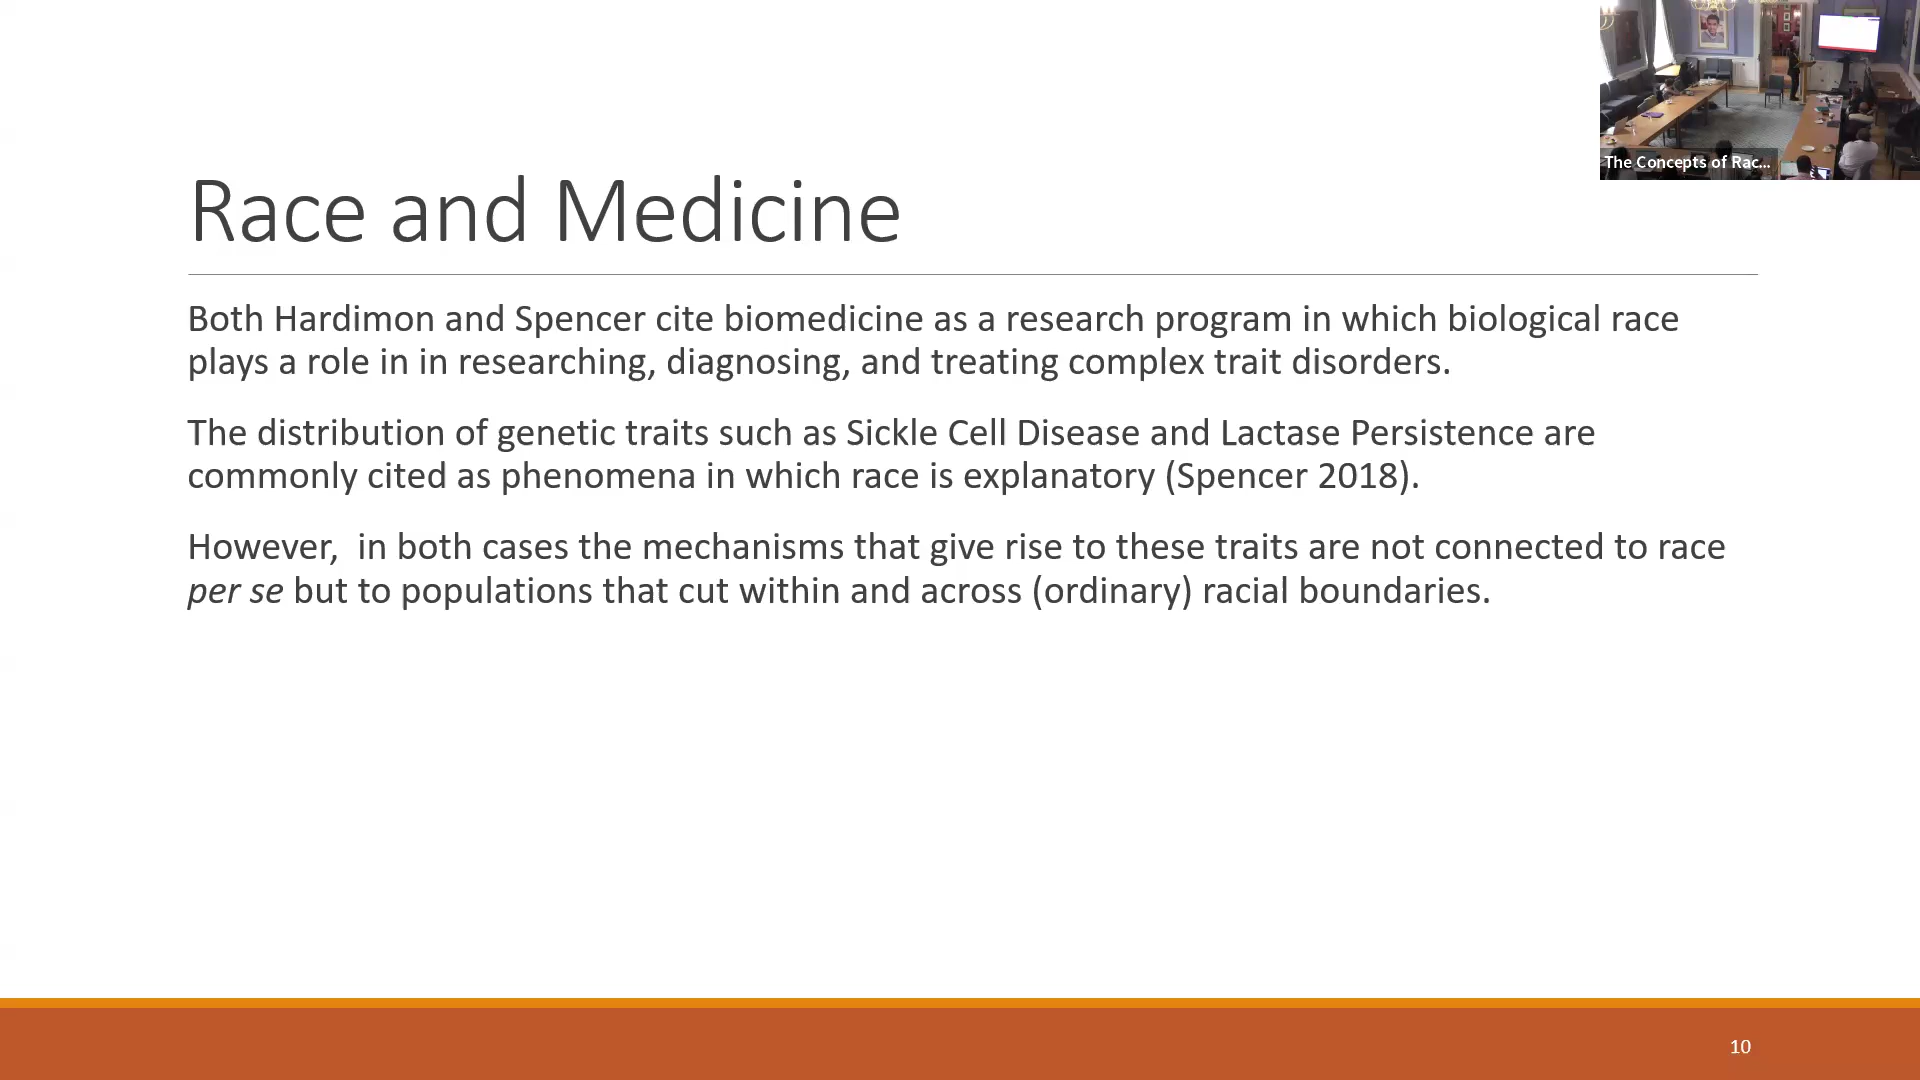 The Concepts of Rac...
Race and Medicine
Both Hardimon and Spencer cite biomedicine as a research program in which biological race
plays a role in in researching, diagnosing, and treating complex trait disorders.
The distribution of genetic traits such as Sickle Cell Disease and Lactase Persistence are
commonly cited as phenomena in which race is explanatory (Spencer 2018).
However,  in both cases the mechanisms that give rise to these traits are not connected to race
per se but to populations that cut within and across (ordinary) racial boundaries.
10